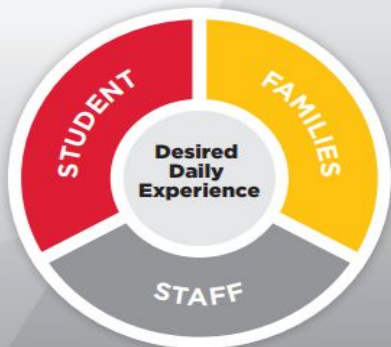 STUDENT
FAMILIES
Desired
Daily
Experience
STAFF